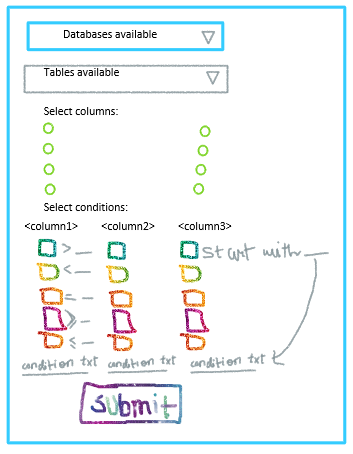 Databases available
Tables available
Select columns:
Select conditions:
<column1> <column2> <column3>
> _ start with _
< _
= _
≥ _
≤ _
condition txt condition txt condition txt
submit